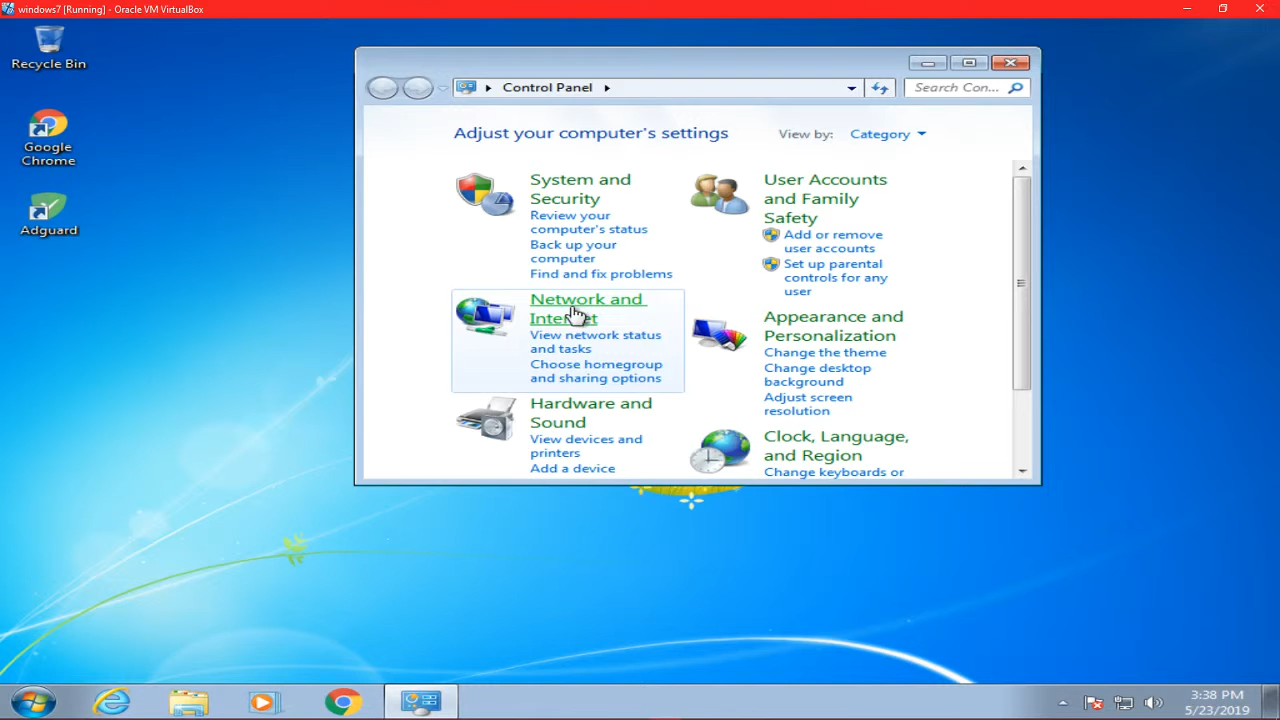 windows7 [Running] - Oracle VM VirtualBox
Recycle Bin
Google
Chrome
Adguard
Control Panel
Search Con...
Adjust your computer's settings
View by: Category
System and
Security
Review your
computer's status
Back up your
computer
Find and fix problems
Network and
Internet
View network status
and tasks
Choose homegroup
and sharing options
Hardware and
Sound
View devices and
printers
Add a device
User Accounts
and Family
Safety
Add or remove
user accounts
Set up parental
controls for any
user
Appearance and
Personalization
Change the theme
Change desktop
background
Adjust screen
resolution
Clock, Language,
and Region
Change keyboards or
3:38 PM
5/23/2019